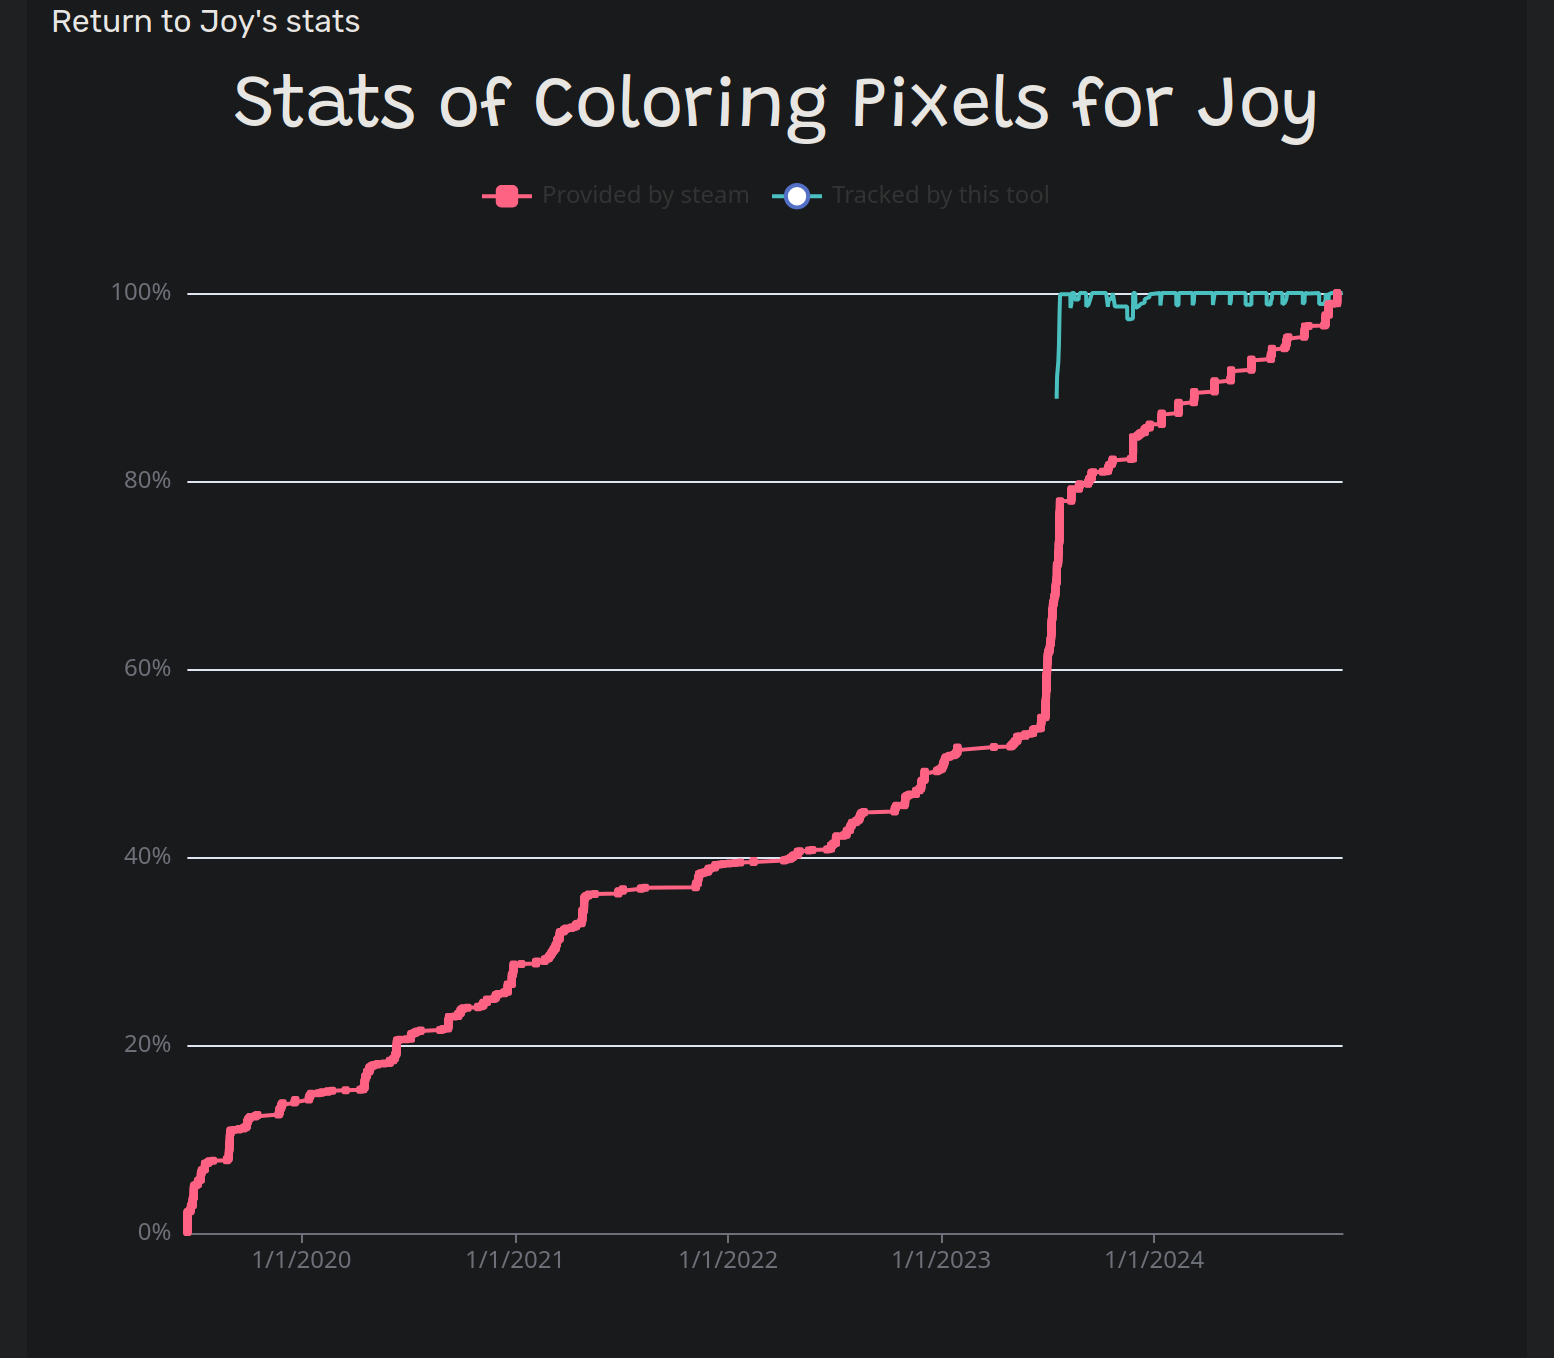 Return to Joy's stats
Stats of Coloring Pixels for Joy
Provided by steam
Tracked by this tool
100%
80%
60%
40%
20%
0%
1/1/2020
1/1/2021
1/1/2022
1/1/2023
1/1/2024